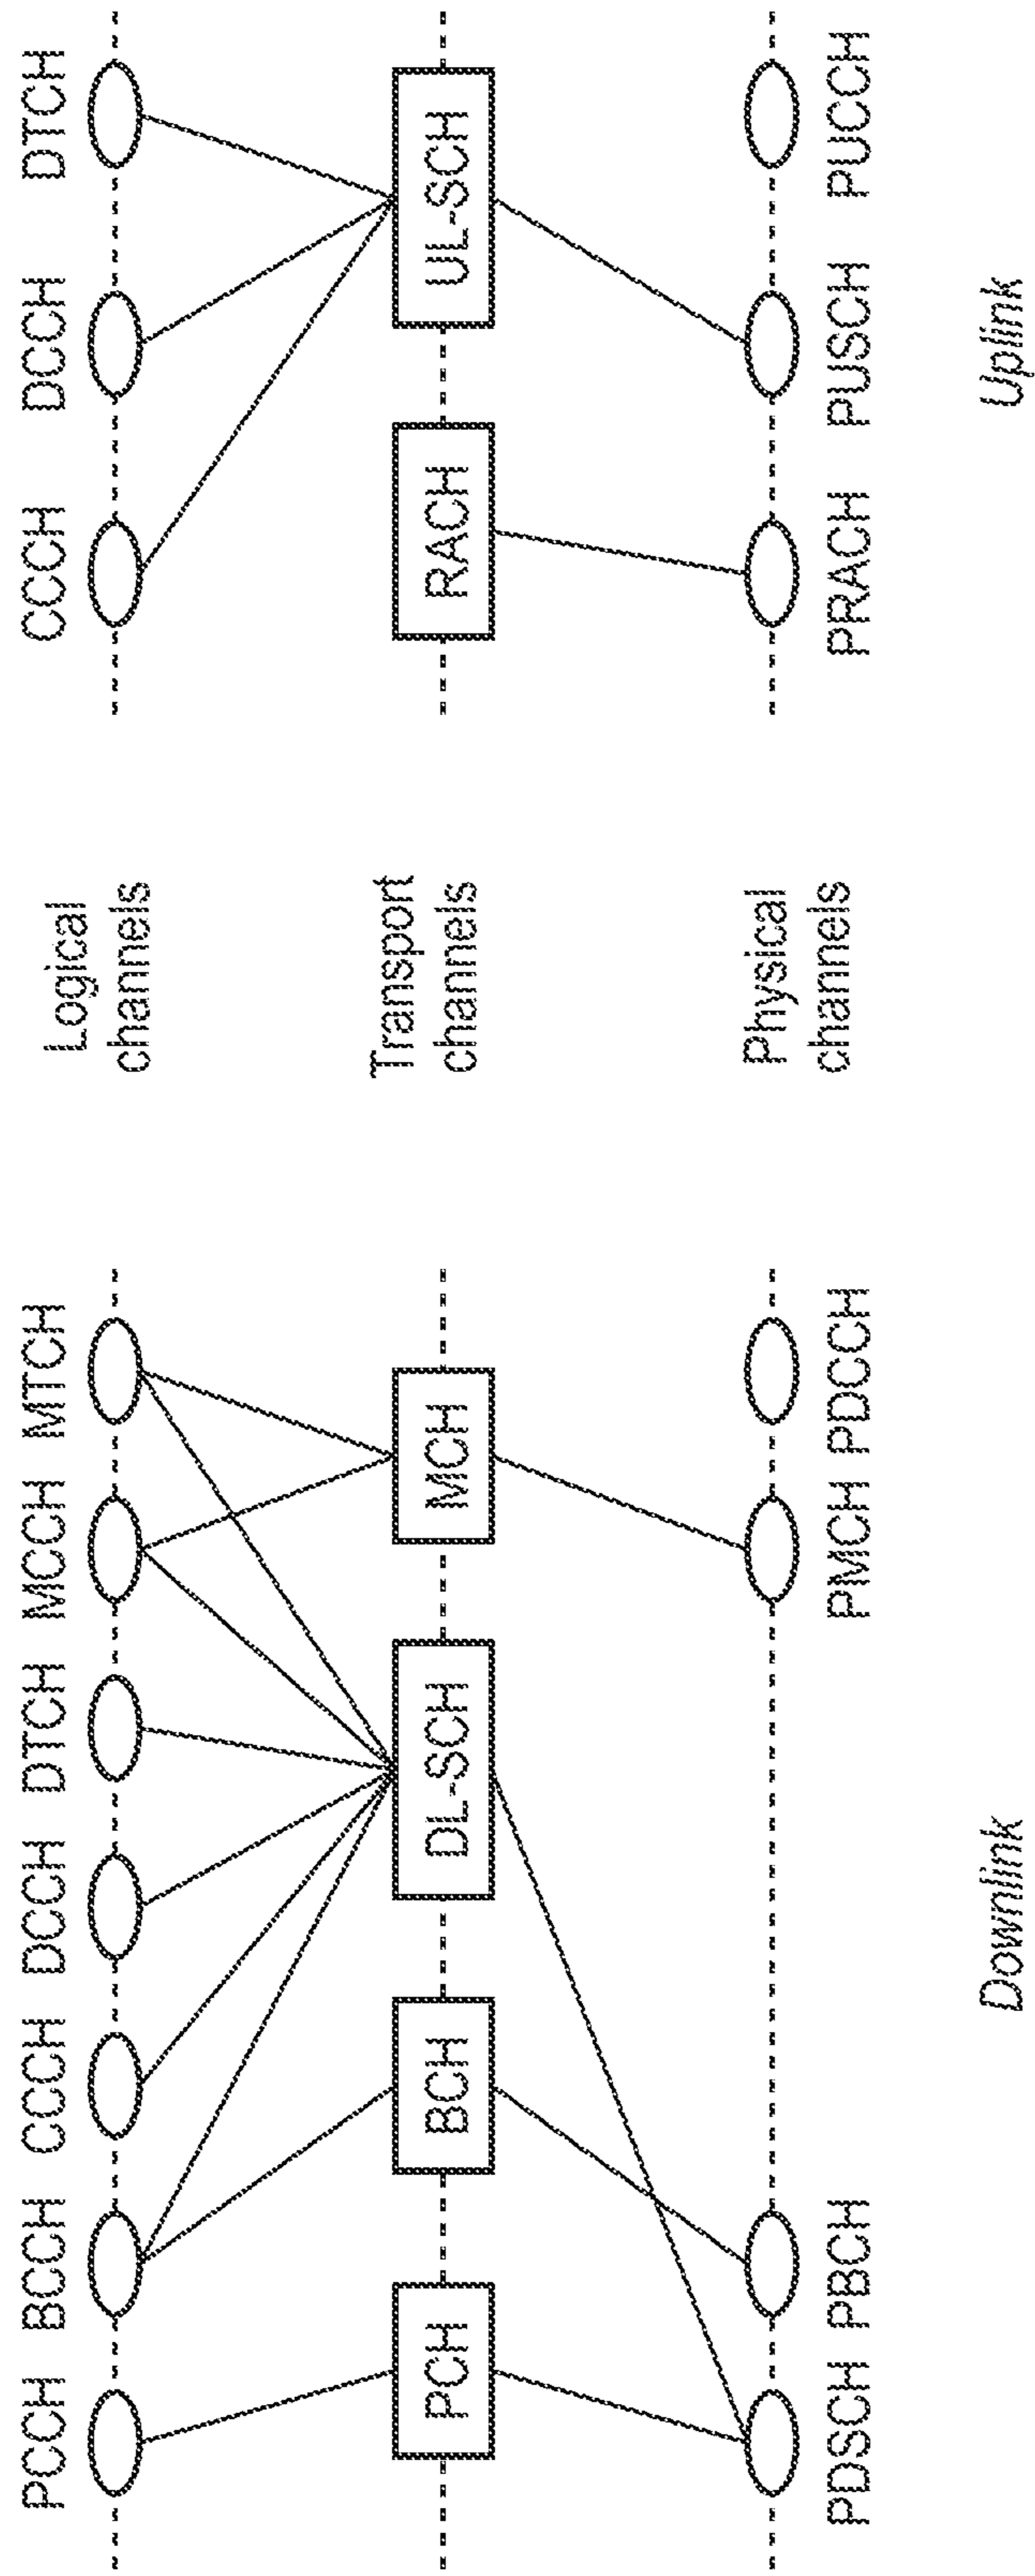 PCCH BCCH CCCH DCCH DTCH MCCH MTCH
Logical
channels
CCCH DCCH DTCH
PCH BCH DL-SCH MCH
Transport
channels
RACH UL-SCH
PDSCH PBCH PMCH PDCCH
Physical
channels
PRACH PUSCH PUCCH
Downlink
Uplink